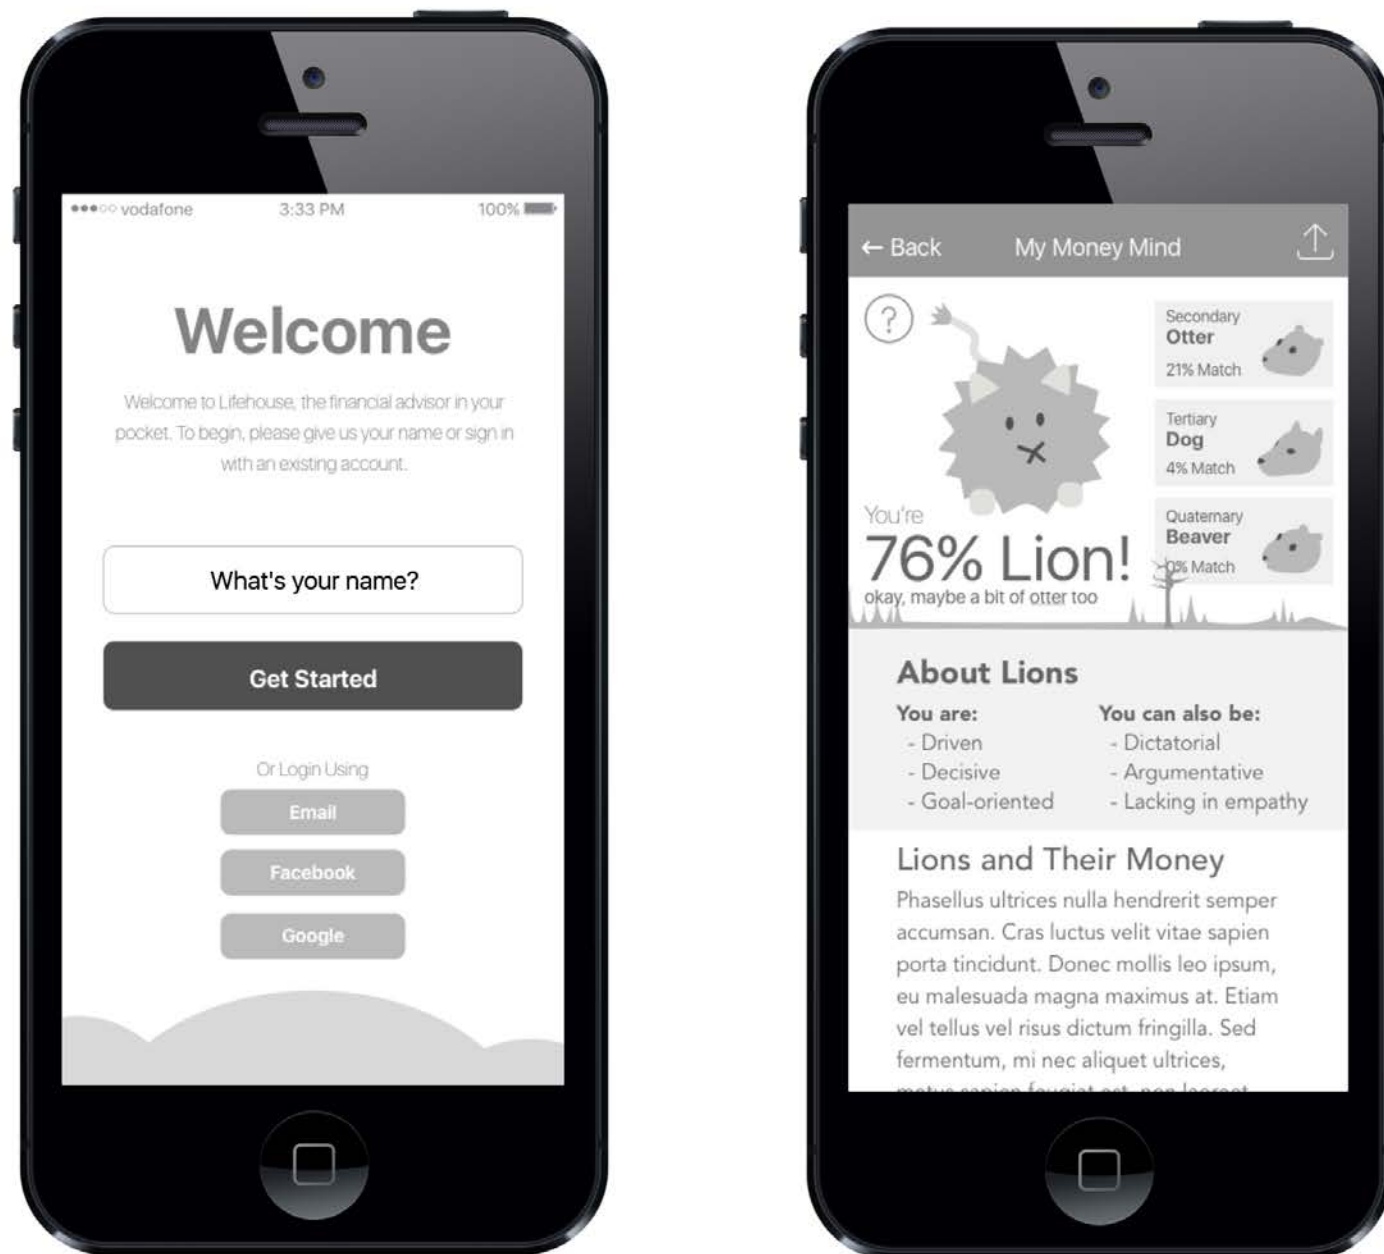 vodafone 3:33 PM 100%
Welcome
Welcome to Lifehouse, the financial advisor in your
pocket. To begin, please give us your name or sign in
with an existing account.
What's your name?
Get Started
Or Login Using
Email
Facebook
Google
← Back My Money Mind
?
Secondary
Otter
21% Match
Tertiary
Dog
4% Match
Quaternary
Beaver
0% Match
You're
76% Lion!
okay, maybe a bit of otter too
About Lions
You are:
- Driven
- Decisive
- Goal-oriented
You can also be:
- Dictatorial
- Argumentative
- Lacking in empathy
Lions and Their Money
Phasellus ultrices nulla hendrerit semper
accumsan. Cras luctus velit vitae sapien
porta tincidunt. Donec mollis leo ipsum,
eu malesuada magna maximus at. Etiam
vel tellus vel risus dictum fringilla. Sed
fermentum, mi nec aliquet ultrices,